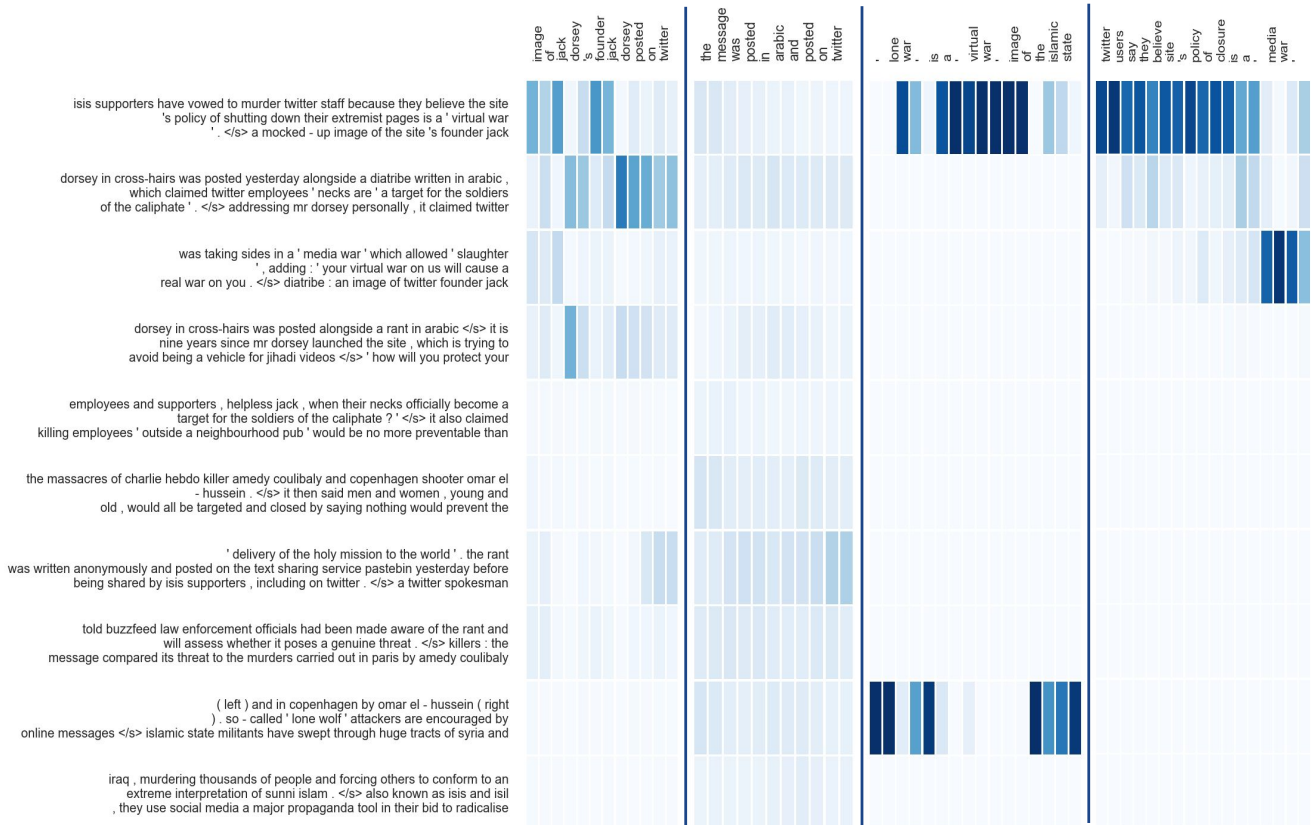 image
of
jack
dorsey
's
founder
jack
dorsey
posted
on
twitter
the
message
was
posted
in
arabic
and
posted
on
twitter
'
lone
war
'
is
a
'
virtual
war
'
image
of
the
islamic
state
twitter
users
say
they
believe
site
's
policy
of
closure
is
a
'
media
war
'
isis supporters have vowed to murder twitter staff because they believe the site
's policy of shutting down their extremist pages is a ' virtual war
' . </s> a mocked - up image of the site 's founder jack
dorsey in cross-hairs was posted yesterday alongside a diatribe written in arabic ,
which claimed twitter employees ' necks are ' a target for the soldiers
of the caliphate ' . </s> addressing mr dorsey personally , it claimed twitter
was taking sides in a ' media war ' which allowed ' slaughter
' , adding : ' your virtual war on us will cause a
real war on you . </s> diatribe : an image of twitter founder jack
dorsey in cross-hairs was posted alongside a rant in arabic </s> it is
nine years since mr dorsey launched the site , which is trying to
avoid being a vehicle for jihadi videos </s> ' how will you protect your
employees and supporters , helpless jack , when their necks officially become a
target for the soldiers of the caliphate ? ' </s> it also claimed
killing employees ' outside a neighbourhood pub ' would be no more preventable than
the massacres of charlie hebdo killer amedy coulibaly and copenhagen shooter omar el
- hussein . </s> it then said men and women , young and
old , would all be targeted and closed by saying nothing would prevent the
' delivery of the holy mission to the world ' . the rant
was written anonymously and posted on the text sharing service pastebin yesterday before
being shared by isis supporters , including on twitter . </s> a twitter spokesman
told buzzfeed law enforcement officials had been made aware of the rant and
will assess whether it poses a genuine threat . </s> killers : the
message compared its threat to the murders carried out in paris by amedy coulibaly
( left ) and in copenhagen by omar el - hussein ( right
) . so - called ' lone wolf ' attackers are encouraged by
online messages </s> islamic state militants have swept through huge tracts of syria and
iraq , murdering thousands of people and forcing others to conform to an
extreme interpretation of sunni islam . </s> also known as isis and isil
, they use social media a major propaganda tool in their bid to radicalise